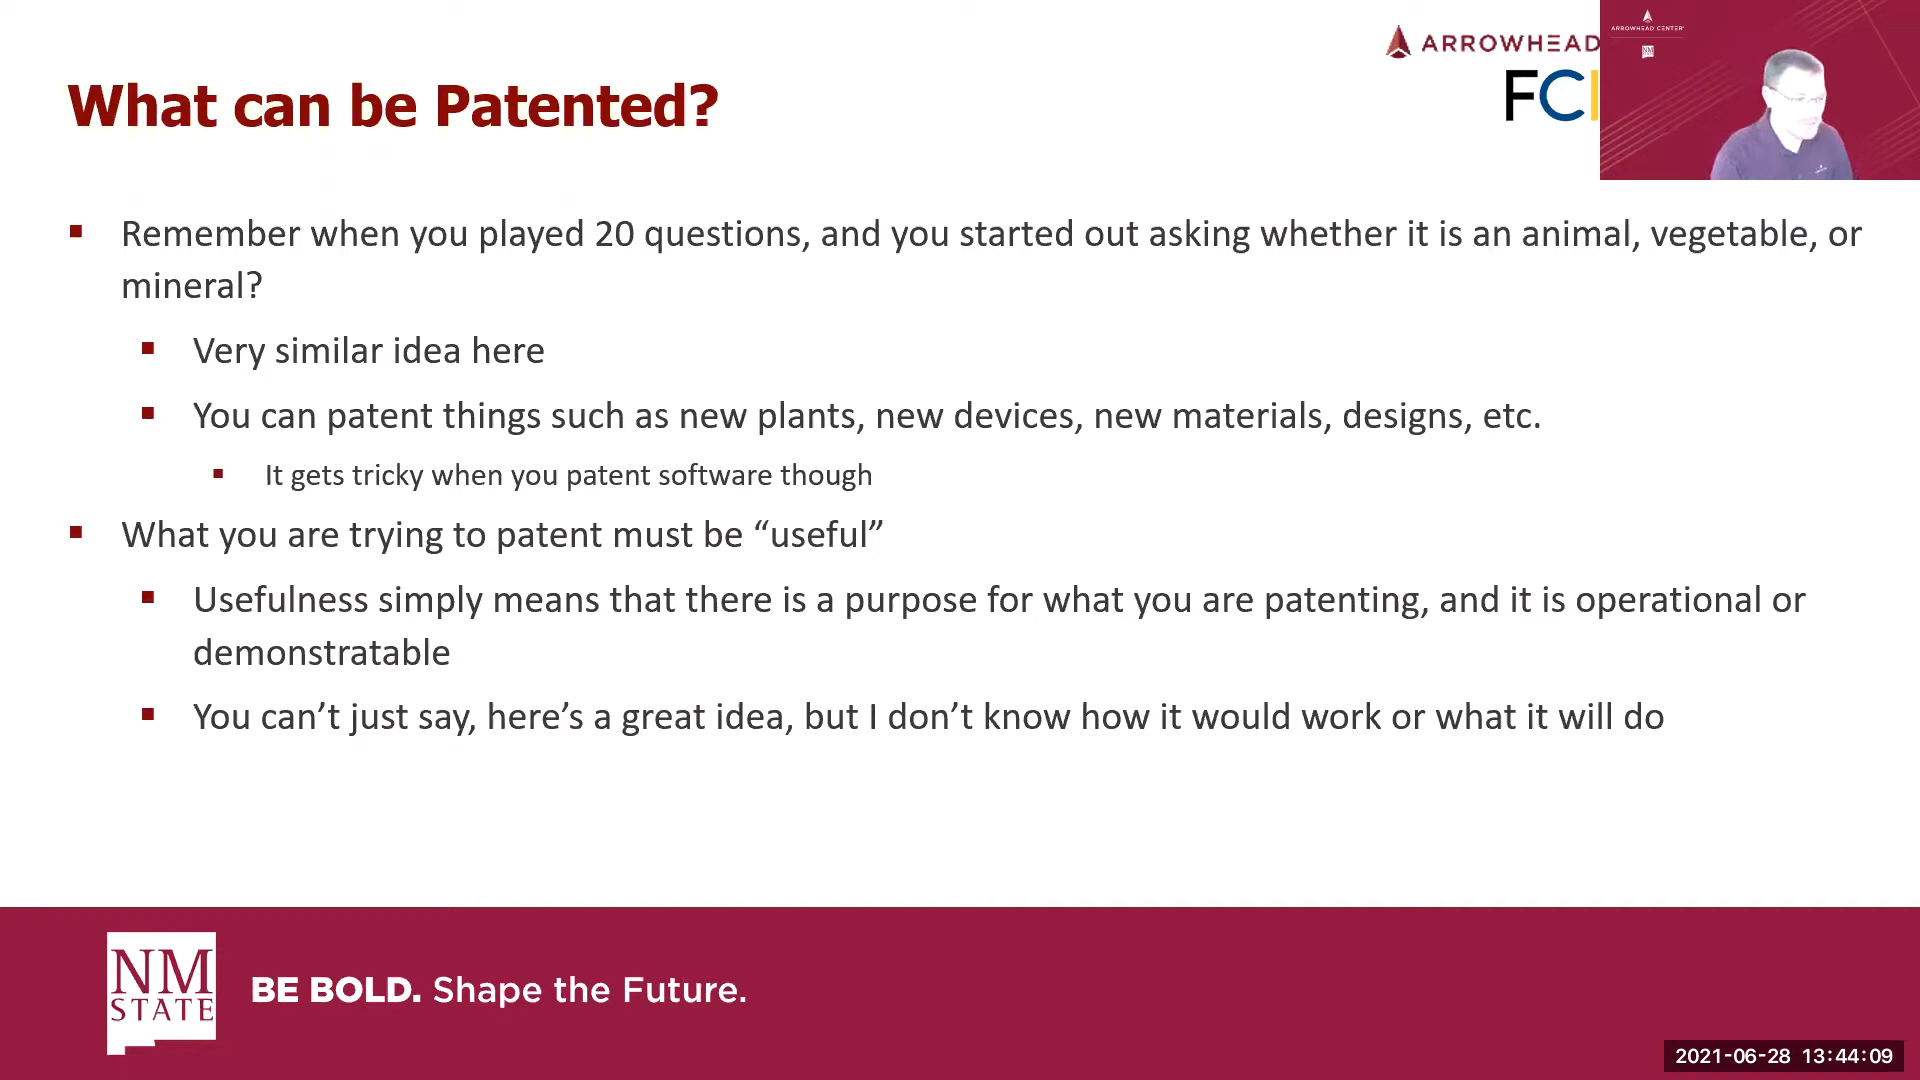 What can be Patented?
ARROWHEAD
FCI
ARROWHEAD CENTER
NM
Remember when you played 20 questions, and you started out asking whether it is an animal, vegetable, or
mineral?
Very similar idea here
You can patent things such as new plants, new devices, new materials, designs, etc.
It gets tricky when you patent software though
What you are trying to patent must be “useful”
Usefulness simply means that there is a purpose for what you are patenting, and it is operational or
demonstratable
You can’t just say, here’s a great idea, but I don’t know how it would work or what it will do
NM
STATE
BE BOLD. Shape the Future.
2021-06-28 13:44:09